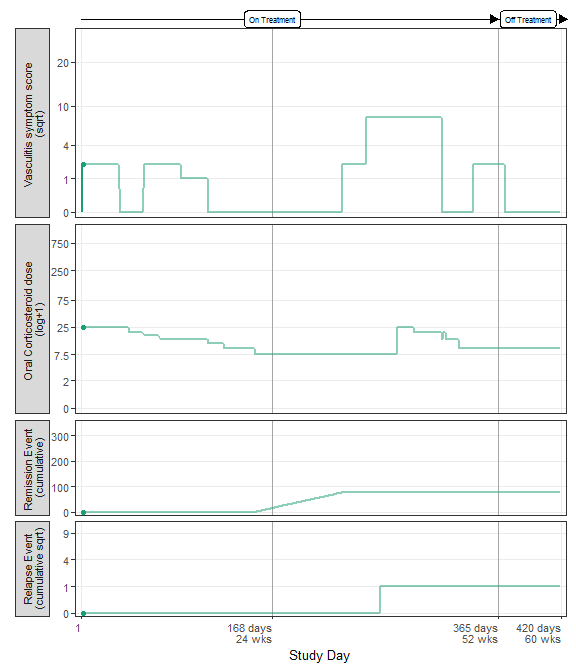 On Treatment
Off Treatment
Vasculitis symptom score
(sqrt)
20
10
4
1
0
Oral Corticosteroid dose
(log+1)
750
250
75
25
7.5
2
0
Remission Event
(cumulative)
300
200
100
0
Relapse Event
(cumulative sqrt)
9
4
1
0
1
168 days
24 wks
365 days
52 wks
420 days
60 wks
Study Day